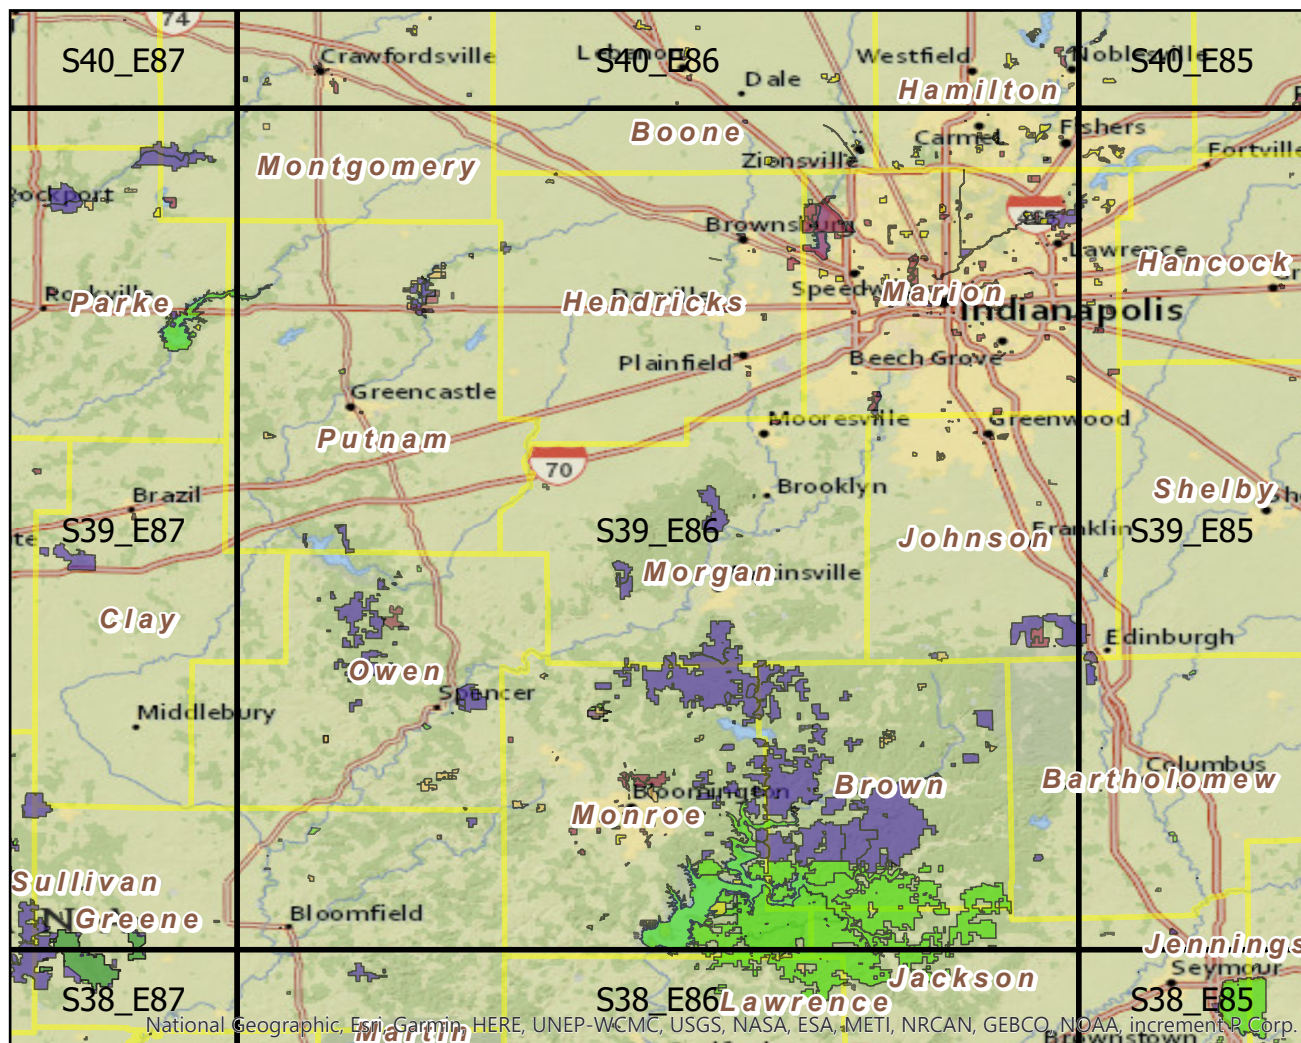 74
S40_E87
Crawfordsville
S40_E86
Dale
Westfield
Noblesville
S40_E85
Hamilton
Boone
Carmel
Fishers
Zionsville
Fortville
Montgomery
Rockport
Brownsburg
465
Lawrence
Hancock
Rockville
Parke
Hendricks
Marion
Indianapolis
Plainfield
Beech Grove
Greencastle
Mooresville
Greenwood
Putnam
70
Brazil
Brooklyn
Shelby
S39_E87
S39_E86
Johnson
Franklin
S39_E85
Morgan
Clay
Edinburgh
Owen
Spencer
Middlebury
Columbus
Bartholomew
Brown
Bloomington
Monroe
Sullivan
Greene
Bloomfield
Jennings
Seymour
Jackson
S38_E87
S38_E86
Lawrence
S38_E85
National Geographic, Esri, Garmin, HERE, UNEP-WCMC, USGS, NASA, ESA, METI, NRCAN, GEBCO, NOAA, increment P Corp.
Martin
Brownstown